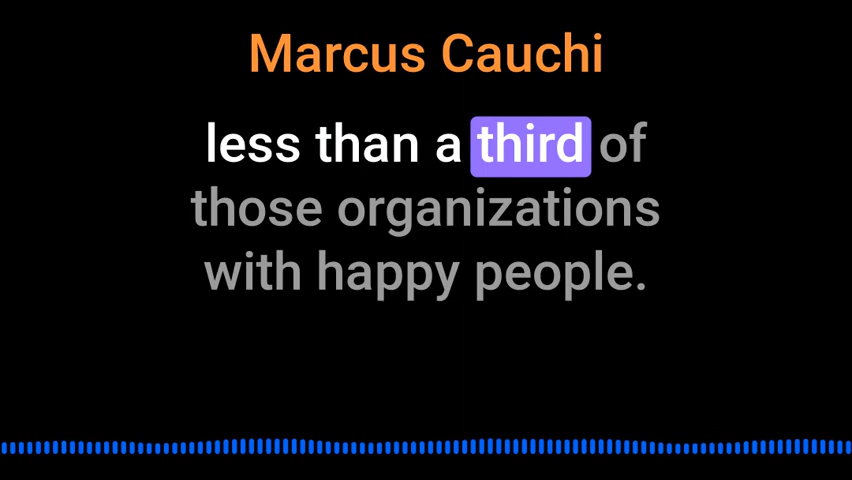 Marcus Cauchi
less than a third of
those organizations
with happy people.